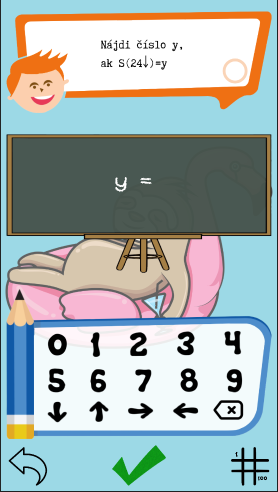 Nájdi číslo y,
ak S(24↓)=y
y =
0 1 2 3 4
5 6 7 8 9
↓ ↑ → ←
1
100